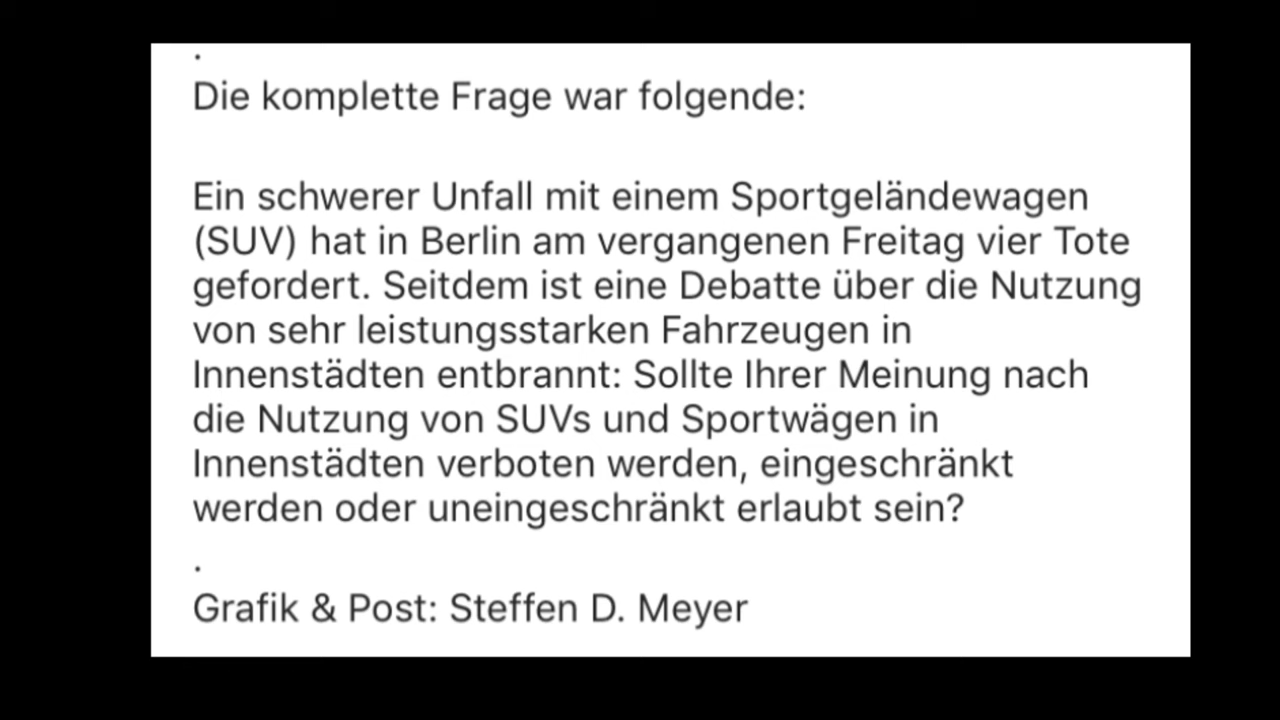 .
Die komplette Frage war folgende:
Ein schwerer Unfall mit einem Sportgeländewagen
(SUV) hat in Berlin am vergangenen Freitag vier Tote
gefordert. Seitdem ist eine Debatte über die Nutzung
von sehr leistungsstarken Fahrzeugen in
Innenstädten entbrannt: Sollte Ihrer Meinung nach
die Nutzung von SUVs und Sportwägen in
Innenstädten verboten werden, eingeschränkt
werden oder uneingeschränkt erlaubt sein?
.
Grafik & Post: Steffen D. Meyer